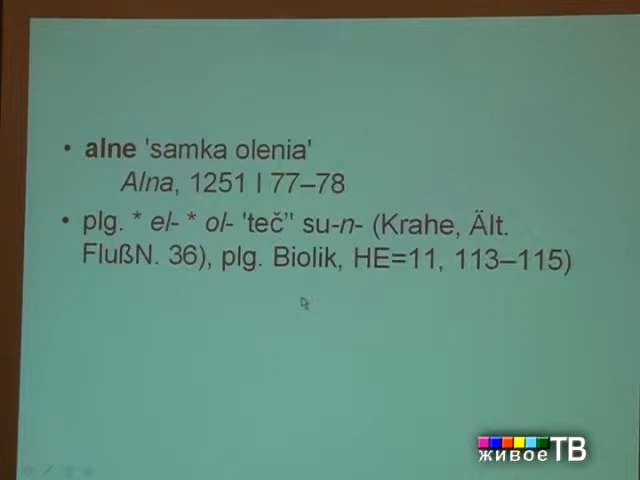 • alne 'samka olenia'
Alna, 1251 I 77–78
• plg. * el- * ol- 'teč" su-n- (Krahe, Ält.
FlußN. 36), plg. Biolik, HE=11, 113–115)
живоеТВ